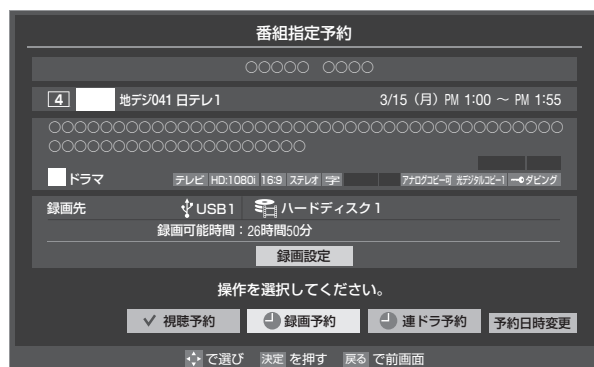 番組指定予約
○○○○○ ○○○○
4 地デジ041 日テレ1 3/15（月）PM 1:00 ～ PM 1:55
○○○○○○○○○○○○○○○○○○○○○○○○○○○○○○○○○○○○
○○○○○○○○○○○○○○○○○○
ドラマ テレビ HD:1080i 16:9 ステレオ 字 アナログコピー可 光デジタルコピー1 ダビング
録画先 USB1 ハードディスク1
録画可能時間：26時間50分
録画設定
操作を選択してください。
視聴予約 録画予約 連ドラ予約 予約日時変更
で選び 決定 を押す 戻る で前画面